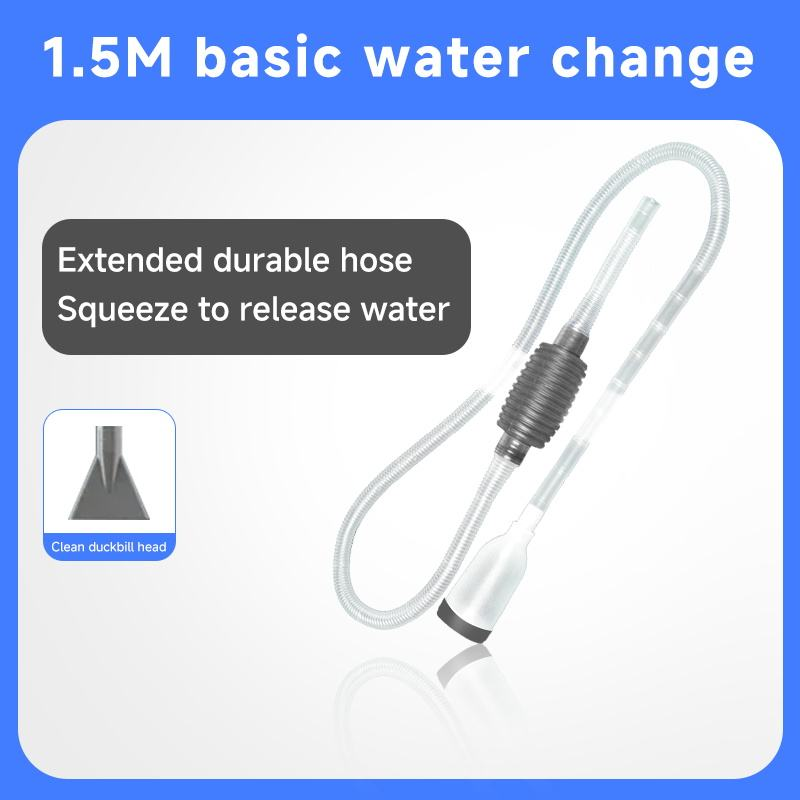 1.5M basic water change
Extended durable hose
Squeeze to release water
Clean duckbill head